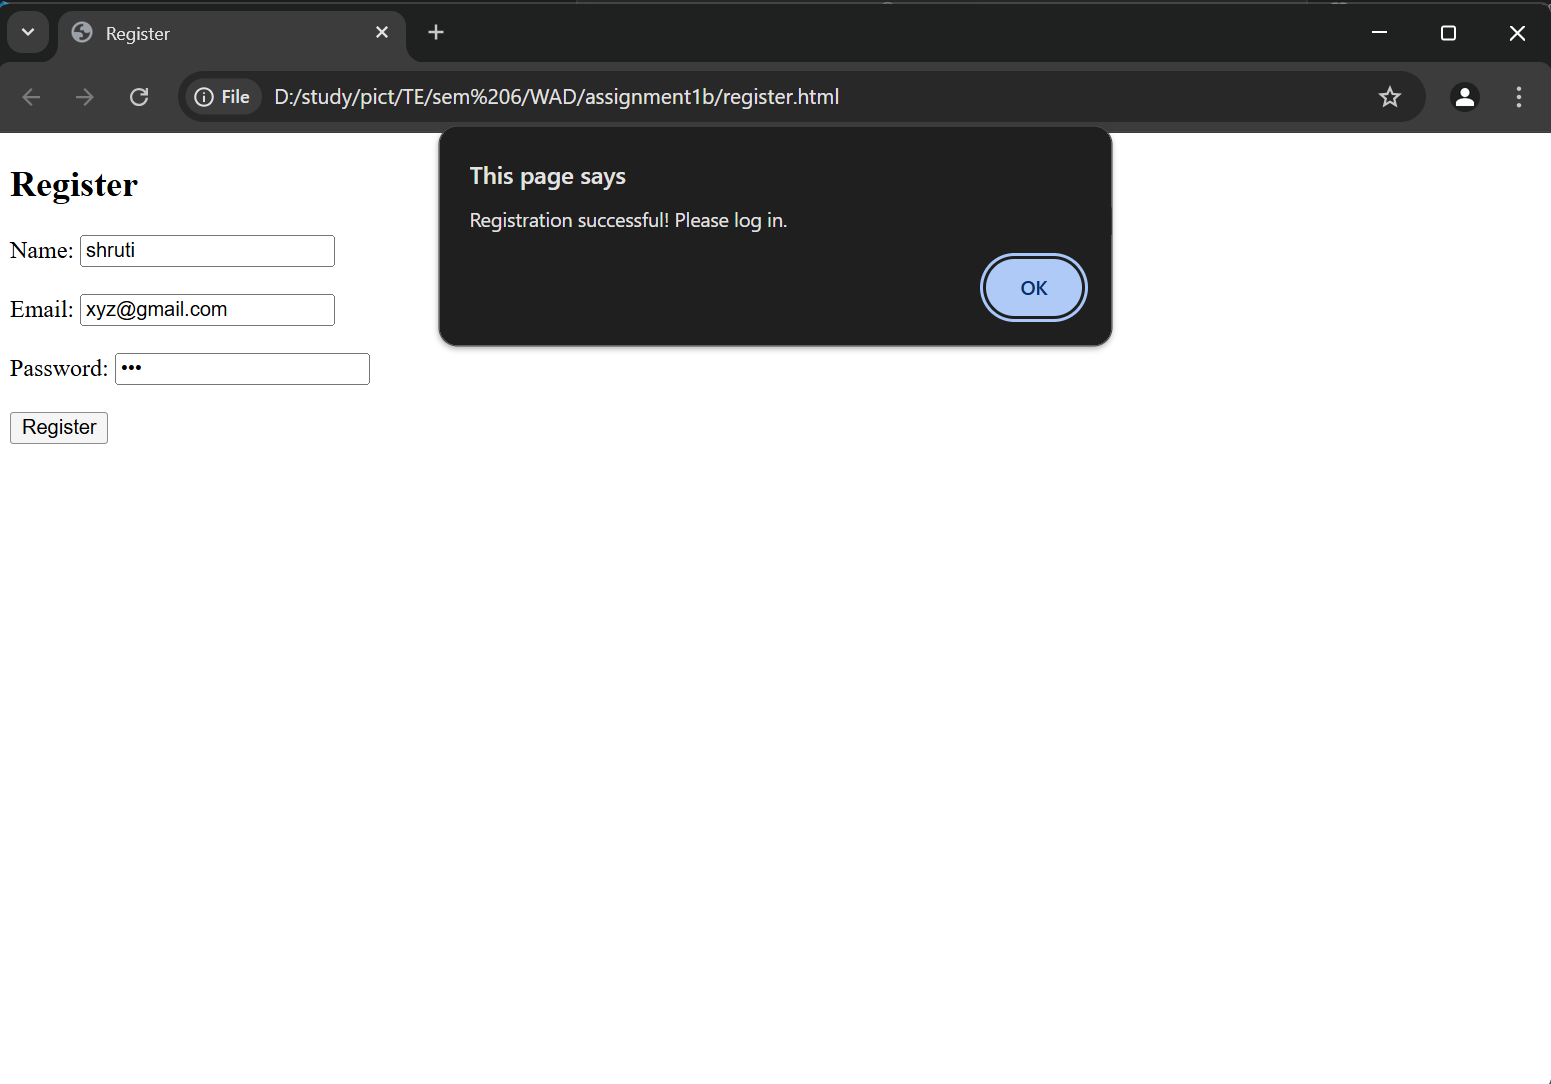 Register
File
D:/study/pict/TE/sem%206/WAD/assignment1b/register.html
This page says
Registration successful! Please log in.
OK
Register
Name: shruti
Email: xyz@gmail.com
Password: •••
Register